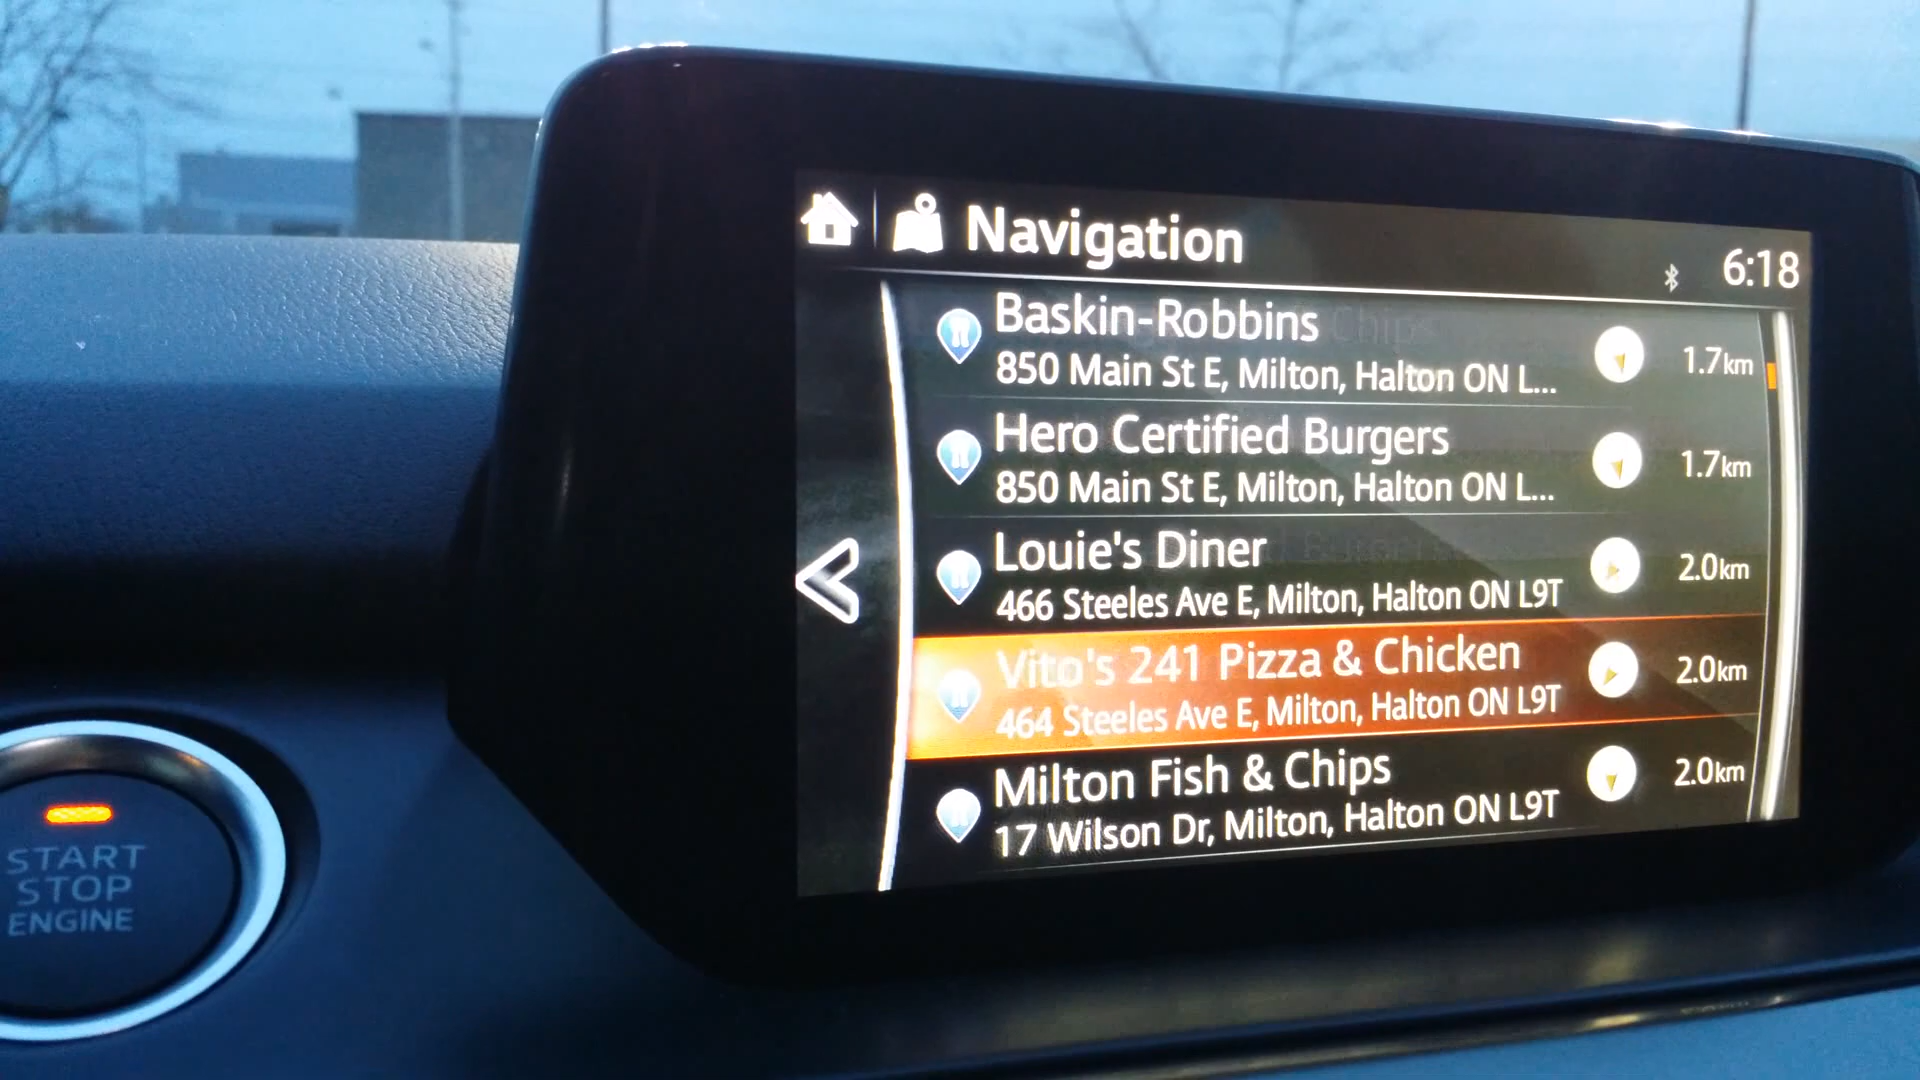 Navigation
6:18
Baskin-Robbins
850 Main St E, Milton, Halton ON L...
1.7km
Hero Certified Burgers
850 Main St E, Milton, Halton ON L...
1.7km
Louie's Diner
466 Steeles Ave E, Milton, Halton ON L9T
2.0km
Vito's 241 Pizza & Chicken
464 Steeles Ave E, Milton, Halton ON L9T
2.0km
Milton Fish & Chips
17 Wilson Dr, Milton, Halton ON L9T
2.0km
START
STOP
ENGINE